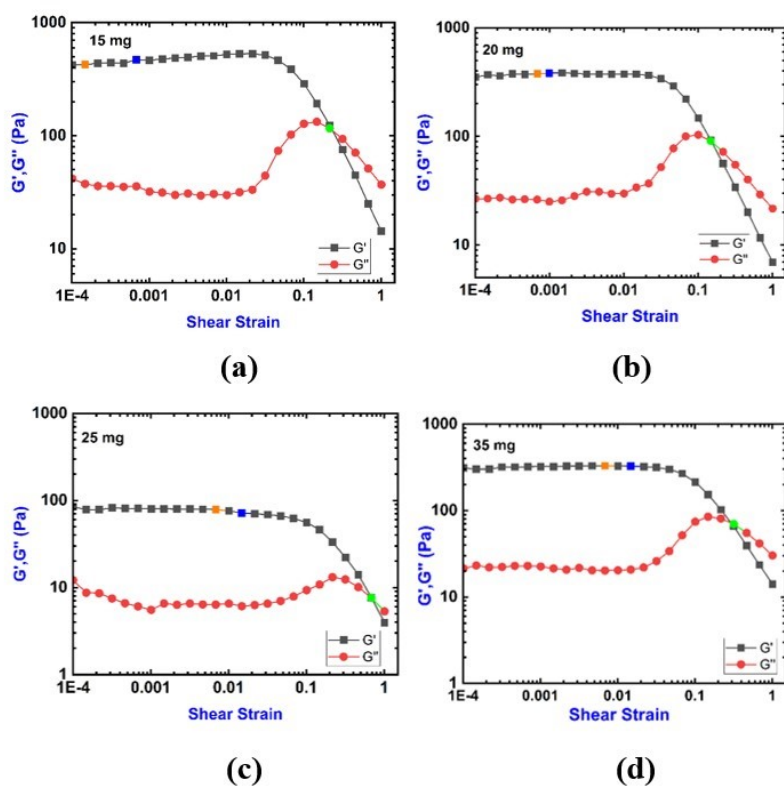 15 mg
1000
100
10
G',G'' (Pa)
G'
G"
1E-4 0.001 0.01 0.1 1
Shear Strain
(a)
20 mg
1000
100
10
G',G'' (Pa)
G'
G"
1E-4 0.001 0.01 0.1 1
Shear Strain
(b)
25 mg
1000
100
10
1
G',G'' (Pa)
G'
G"
1E-4 0.001 0.01 0.1 1
Shear Strain
(c)
35 mg
1000
100
10
1
G',G'' (Pa)
G'
G"
1E-4 0.001 0.01 0.1 1
Shear Strain
(d)